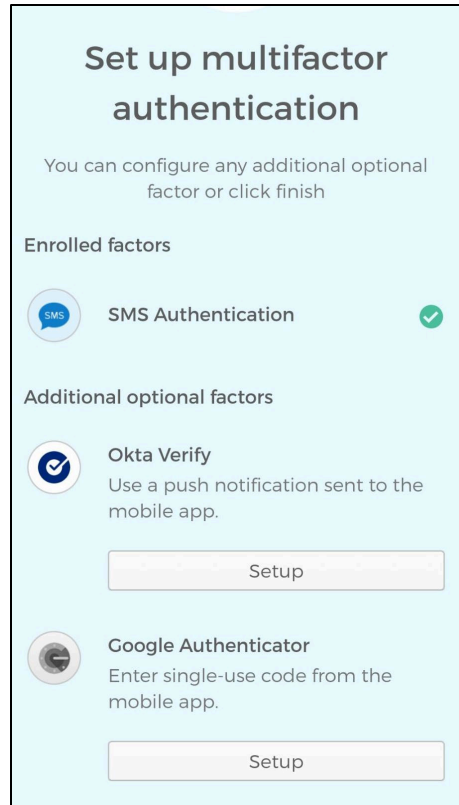 Set up multifactor
authentication
You can configure any additional optional
factor or click finish
Enrolled factors
SMS
SMS Authentication
Additional optional factors
Okta Verify
Use a push notification sent to the
mobile app.
Setup
Google Authenticator
Enter single-use code from the
mobile app.
Setup